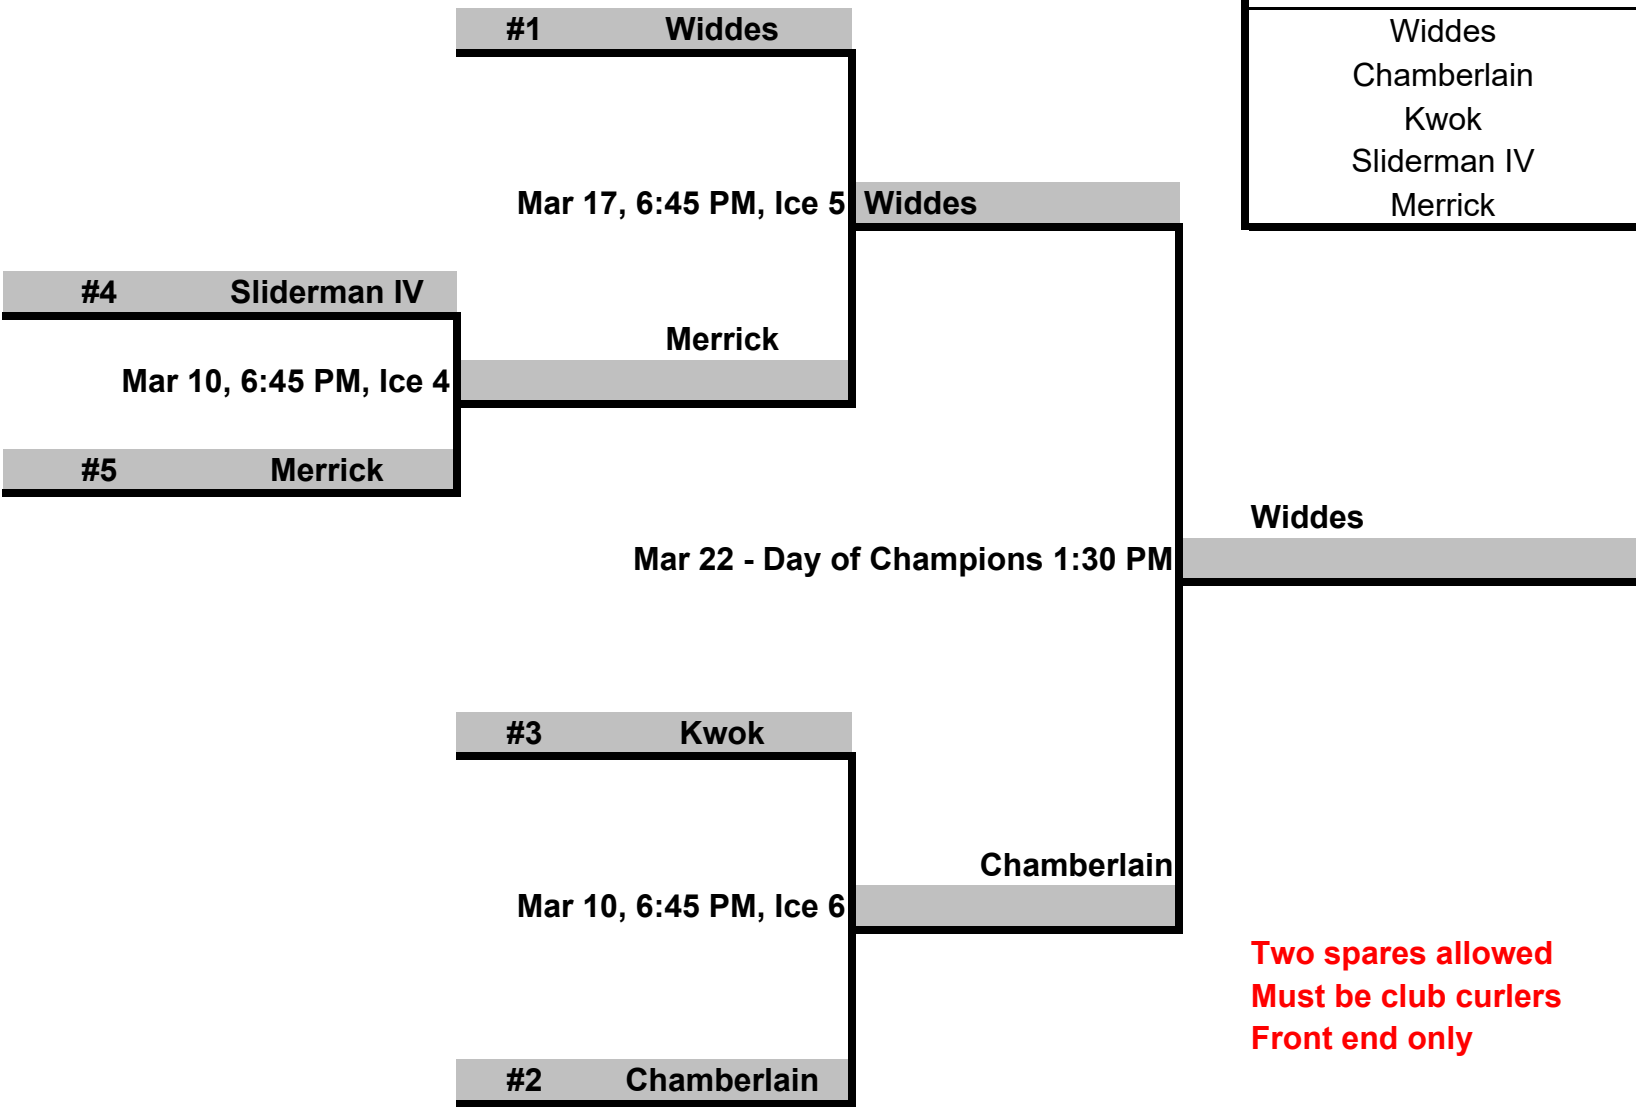 #1 Widdes
Widdes
Chamberlain
Kwok
Sliderman IV
Merrick
Mar 17, 6:45 PM, Ice 5 Widdes
#4 Sliderman IV
Merrick
Mar 10, 6:45 PM, Ice 4
#5 Merrick
Widdes
Mar 22 - Day of Champions 1:30 PM
#3 Kwok
Chamberlain
Mar 10, 6:45 PM, Ice 6
Two spares allowed
Must be club curlers
Front end only
#2 Chamberlain